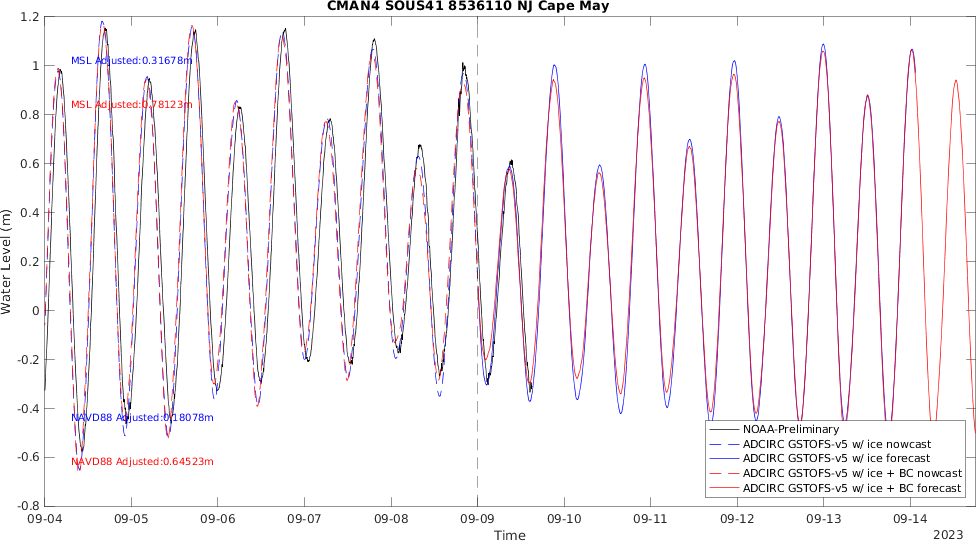 CMAN4 SOUS41 8536110 NJ Cape May
Water Level (m)
1.2
1
0.8
0.6
0.4
0.2
0
-0.2
-0.4
-0.6
-0.8
MSL Adjusted:0.31678m
MSL Adjusted:0.78123m
NAVD88 Adjusted:0.18078m
NAVD88 Adjusted:0.64523m
NOAA-Preliminary
ADCIRC GSTOFS-v5 w/ ice nowcast
ADCIRC GSTOFS-v5 w/ ice forecast
ADCIRC GSTOFS-v5 w/ ice + BC nowcast
ADCIRC GSTOFS-v5 w/ ice + BC forecast
09-04 09-05 09-06 09-07 09-08 09-09 09-10 09-11 09-12 09-13 09-14
Time
2023